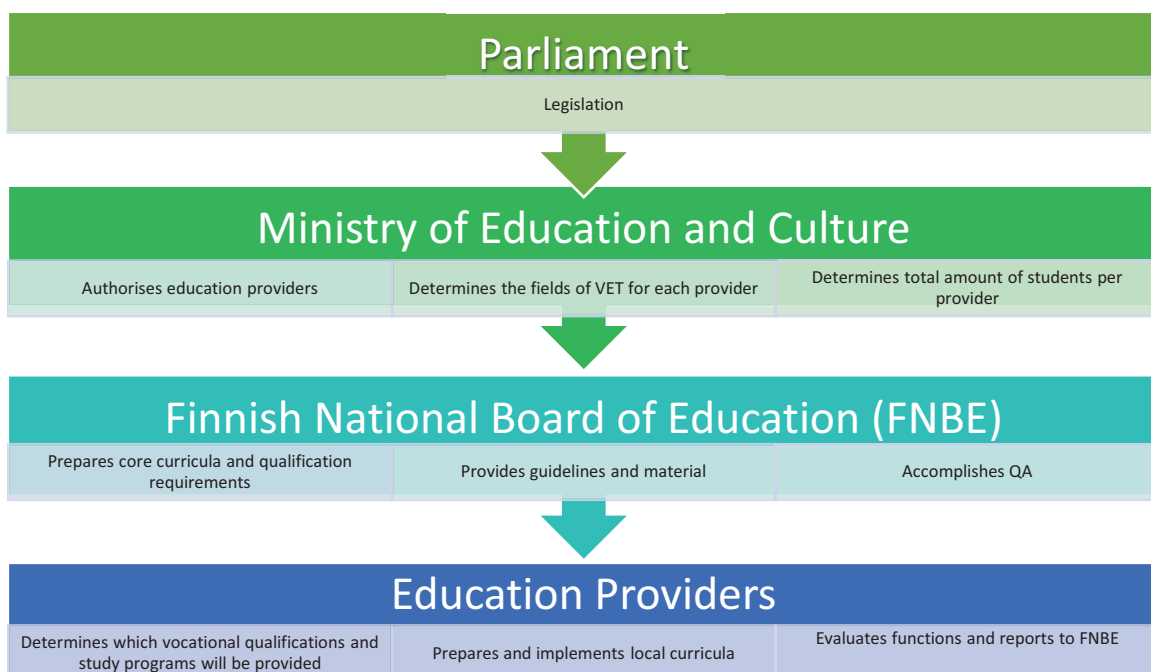 Parliament
Legislation
Ministry of Education and Culture
Authorises education providers
Determines the fields of VET for each provider
Determines total amount of students per
provider
Finnish National Board of Education (FNBE)
Prepares core curricula and qualification
requirements
Provides guidelines and material
Accomplishes QA
Education Providers
Determines which vocational qualifications and
study programs will be provided
Prepares and implements local curricula
Evaluates functions and reports to FNBE